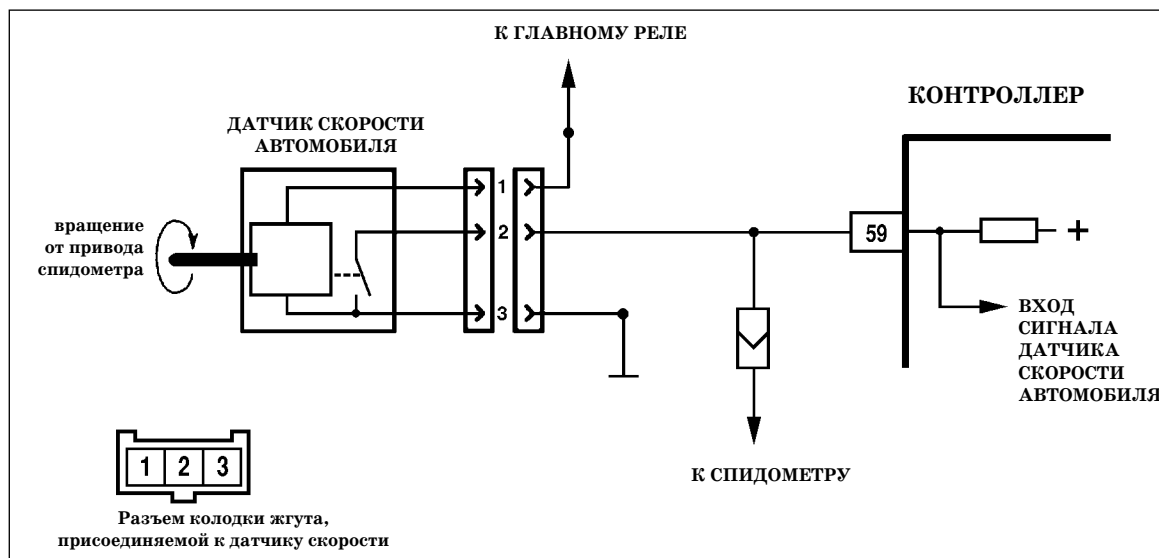 К ГЛАВНОМУ РЕЛЕ
КОНТРОЛЛЕР
ДАТЧИК СКОРОСТИ
АВТОМОБИЛЯ
вращение
от привода
спидометра
1
2
3
59
+
ВХОД
СИГНАЛА
ДАТЧИКА
СКОРОСТИ
АВТОМОБИЛЯ
К СПИДОМЕТРУ
1 2 3
Разъем колодки жгута,
присоединяемой к датчику скорости